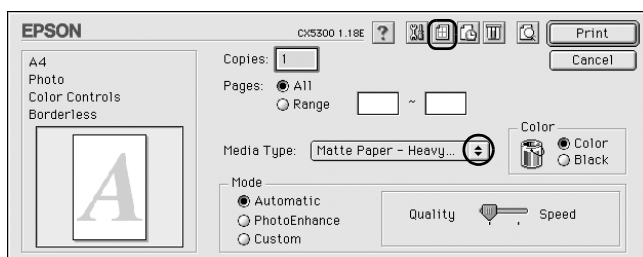 EPSON
CX5300 1.18E
?
Print
Cancel
A4
Photo
Color Controls
Borderless
A
Copies: 1
Pages: All
Range ~
Media Type: Matte Paper - Heavy...
Color
Color
Black
Mode
Automatic
PhotoEnhance
Custom
Quality Speed